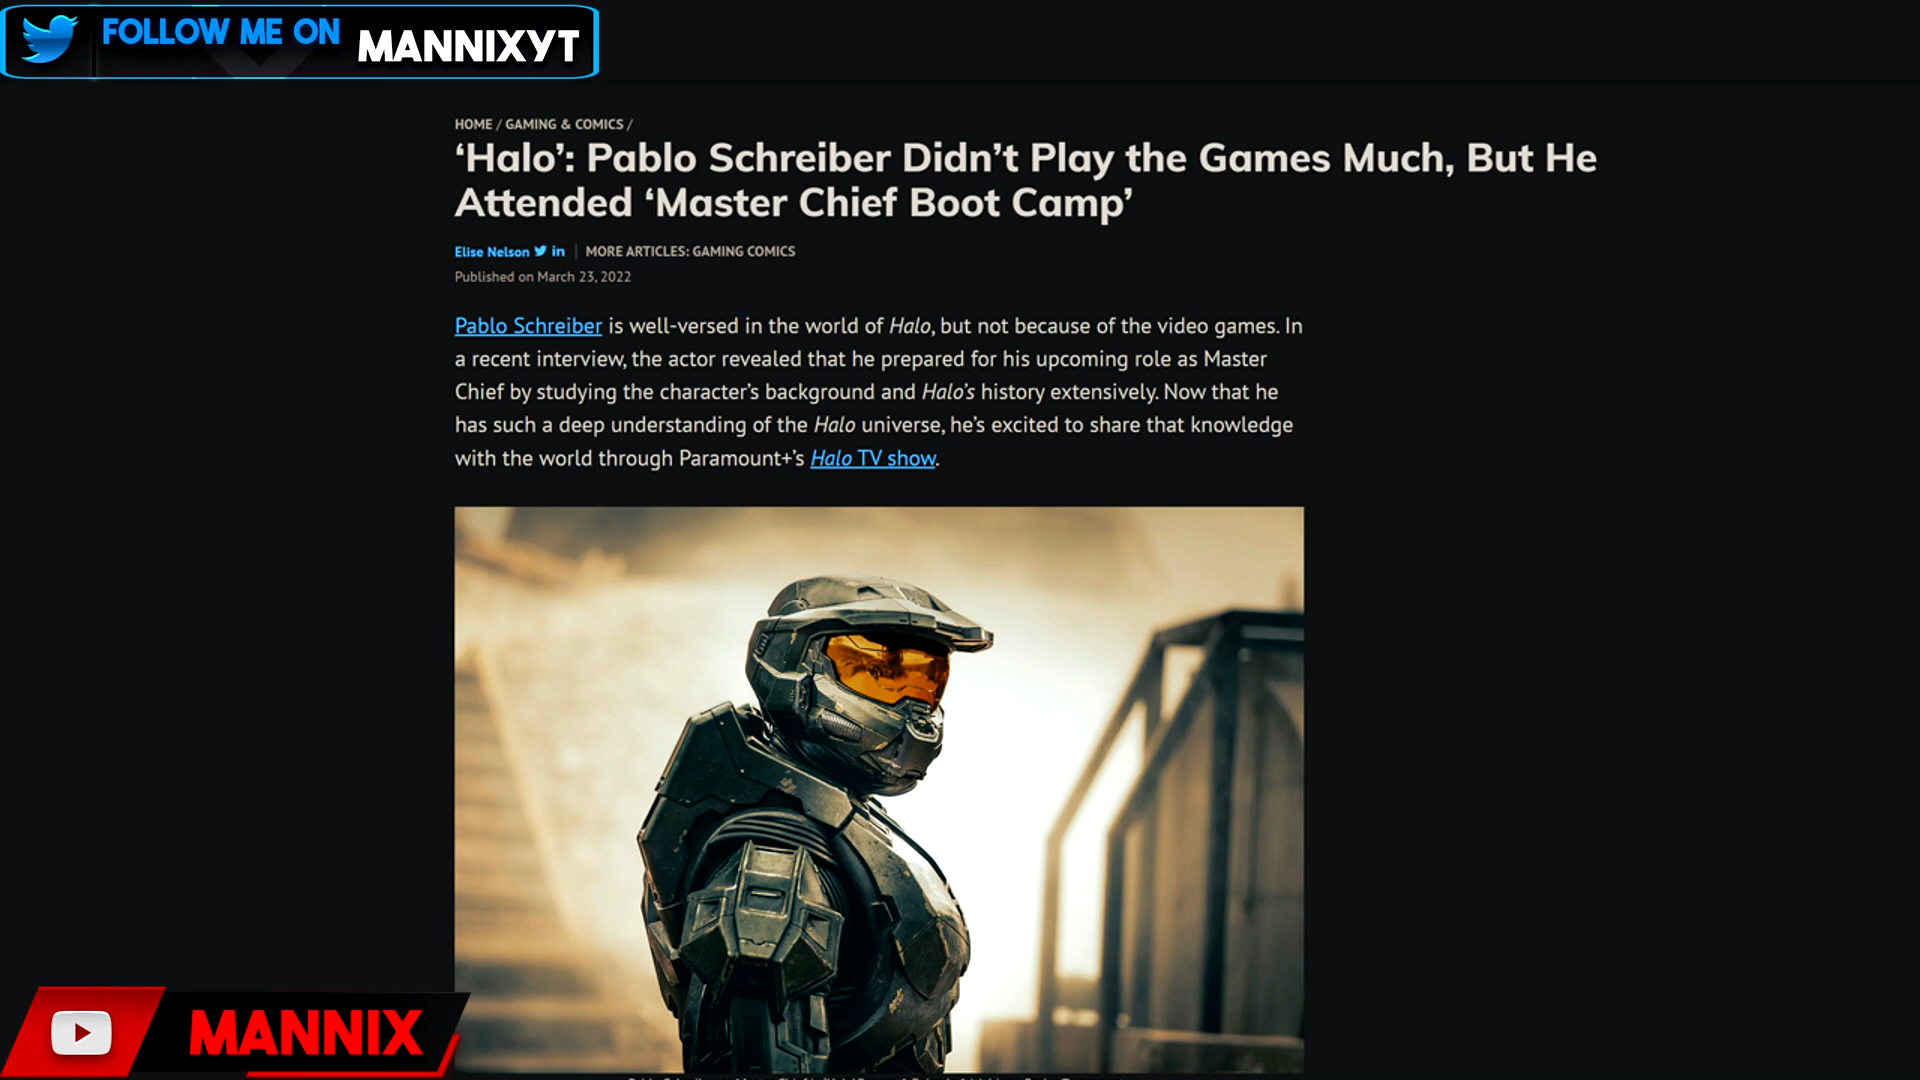 FOLLOW ME ON MANNIXYT
HOME / GAMING & COMICS /
‘Halo’: Pablo Schreiber Didn’t Play the Games Much, But He
Attended ‘Master Chief Boot Camp’
Elise Nelson in | MORE ARTICLES: GAMING COMICS
Published on March 23, 2022
Pablo Schreiber is well-versed in the world of Halo, but not because of the video games. In
a recent interview, the actor revealed that he prepared for his upcoming role as Master
Chief by studying the character’s background and Halo’s history extensively. Now that he
has such a deep understanding of the Halo universe, he’s excited to share that knowledge
with the world through Paramount+’s Halo TV show.
MANNIX